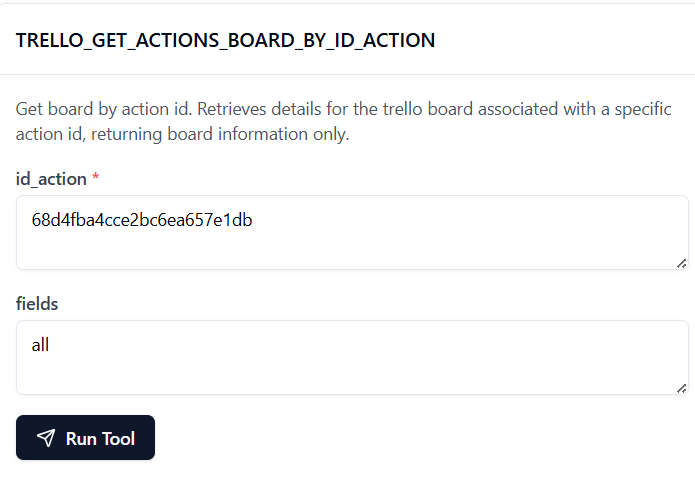 TRELLO_GET_ACTIONS_BOARD_BY_ID_ACTION
Get board by action id. Retrieves details for the trello board associated with a specific
action id, returning board information only.
id_action *
68d4fba4cce2bc6ea657e1db
fields
all
Run Tool